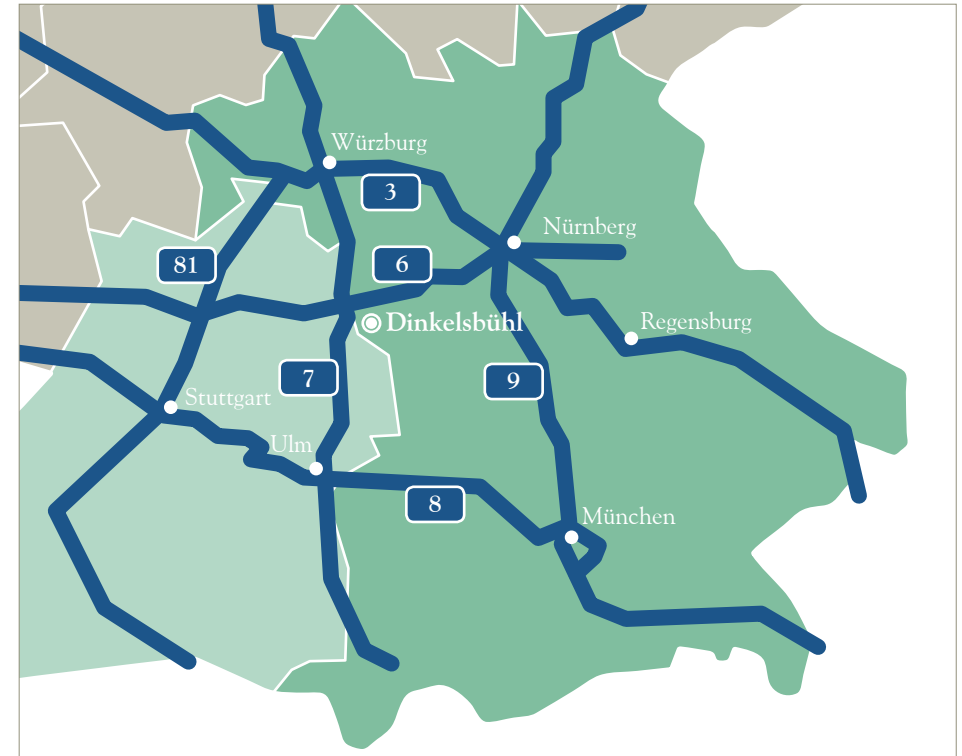 Würzburg
3
Nürnberg
81
6
Dinkelsbühl
Regensburg
7
9
Stuttgart
Ulm
8
München